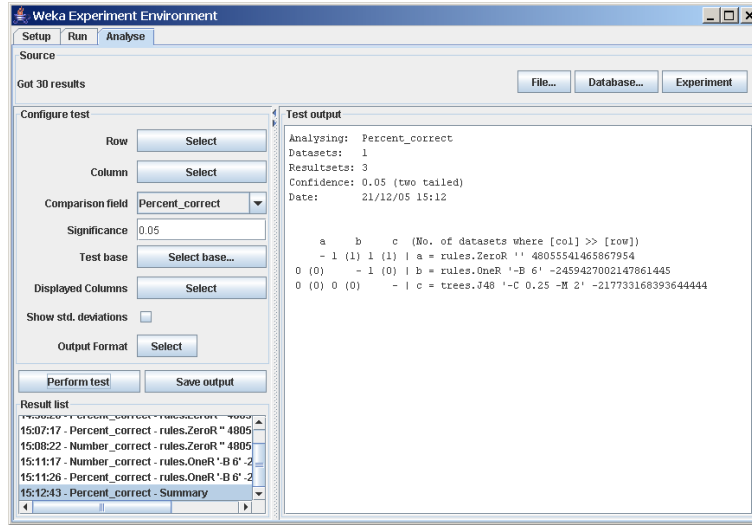 Weka Experiment Environment
Setup Run Analyse
Source
Got 30 results
File... Database... Experiment
Configure test
Row Select
Column Select
Comparison field Percent_correct
Significance 0.05
Test base Select base...
Displayed Columns Select
Show std. deviations
Output Format Select
Perform test Save output
Result list
15:07:17 - Percent_correct - rules.ZeroR '' 4805
15:08:22 - Number_correct - rules.ZeroR '' 4805
15:11:17 - Number_correct - rules.OneR '-B 6' -2
15:11:26 - Percent_correct - rules.OneR '-B 6' -2
15:12:43 - Percent_correct - Summary
Test output
Analysing: Percent_correct
Datasets: 1
Resultsets: 3
Confidence: 0.05 (two tailed)
Date: 21/12/05 15:12
a b c (No. of datasets where [col] >> [row])
- 1 (1) 1 (1) | a = rules.ZeroR '' 48055541465867954
0 (0) - 1 (0) | b = rules.OneR '-B 6' -2459427002147861445
0 (0) 0 (0) - | c = trees.J48 '-C 0.25 -M 2' -217733168393644444